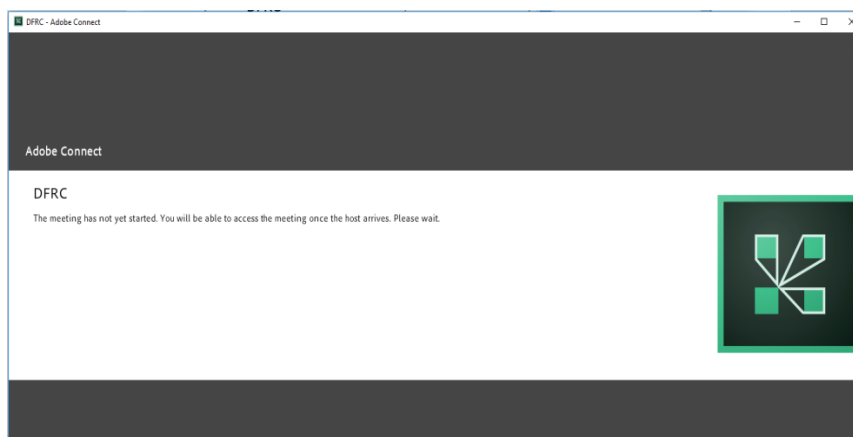 DFRC - Adobe Connect
Adobe Connect
DFRC
The meeting has not yet started. You will be able to access the meeting once the host arrives. Please wait.